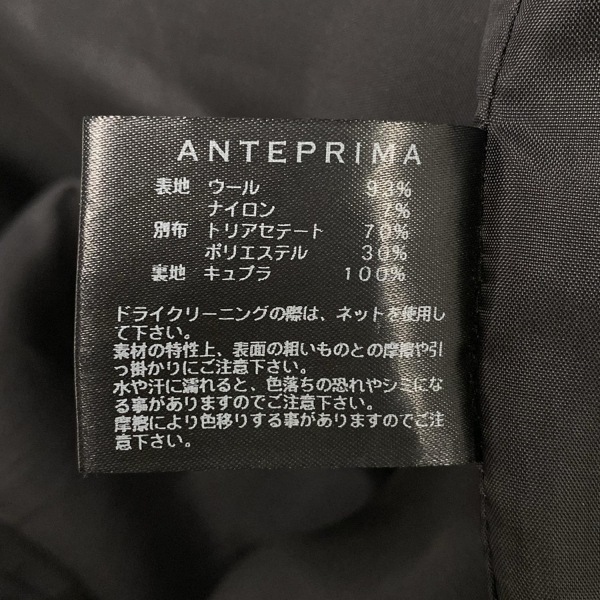 ANTEPRIMA
表地 ウール 93%
ナイロン 7%
別布 トリアセテート 70%
ポリエステル 30%
裏地 キュプラ 100%
ドライクリーニングの際は、ネットを使用し
て下さい。
素材の特性上、表面の粗いものとの摩擦や引
っ掛かりにご注意下さい。
水や汗に濡れると、色落ちの恐れやシミにな
る事がありますのでご注意下さい。
摩擦により色移りする事がありますのでご注
意下さい。